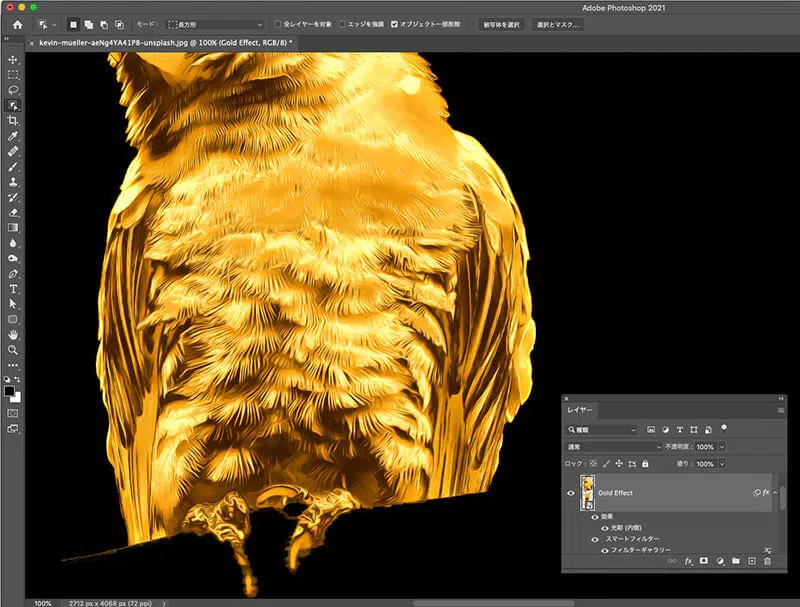 Adobe Photoshop 2021
モード： 長方形 全レイヤーを対象 エッジを強調 オブジェクト一部削除 被写体を選択 選択とマスク...
kevin-mueller-aeNg4YA41P8-unsplash.jpg @ 100% (Gold Effect, RGB/8) *
レイヤー
種類
通常 不透明度： 100%
ロック： 塗り： 100%
Gold Effect fx
効果
光彩 (内側)
スマートフィルター
フィルターギャラリー
fx
100% 2712 px x 4068 px (72 ppi)